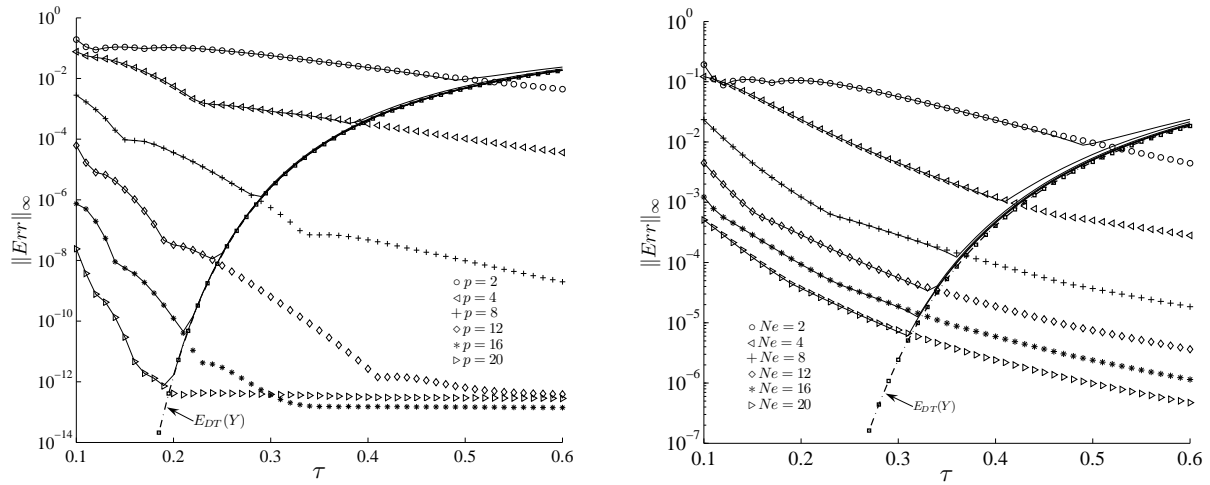 10^0
10^-2
10^-4
10^-6
10^-8
10^-10
10^-12
10^-14
‖Err‖∞
0.1 0.2 0.3 0.4 0.5 0.6
τ
p = 2
p = 4
p = 8
p = 12
p = 16
p = 20
E_DT(Y)
10^0
10^-1
10^-2
10^-3
10^-4
10^-5
10^-6
10^-7
‖Err‖∞
0.1 0.2 0.3 0.4 0.5 0.6
τ
Ne = 2
Ne = 4
Ne = 8
Ne = 12
Ne = 16
Ne = 20
E_DT(Y)